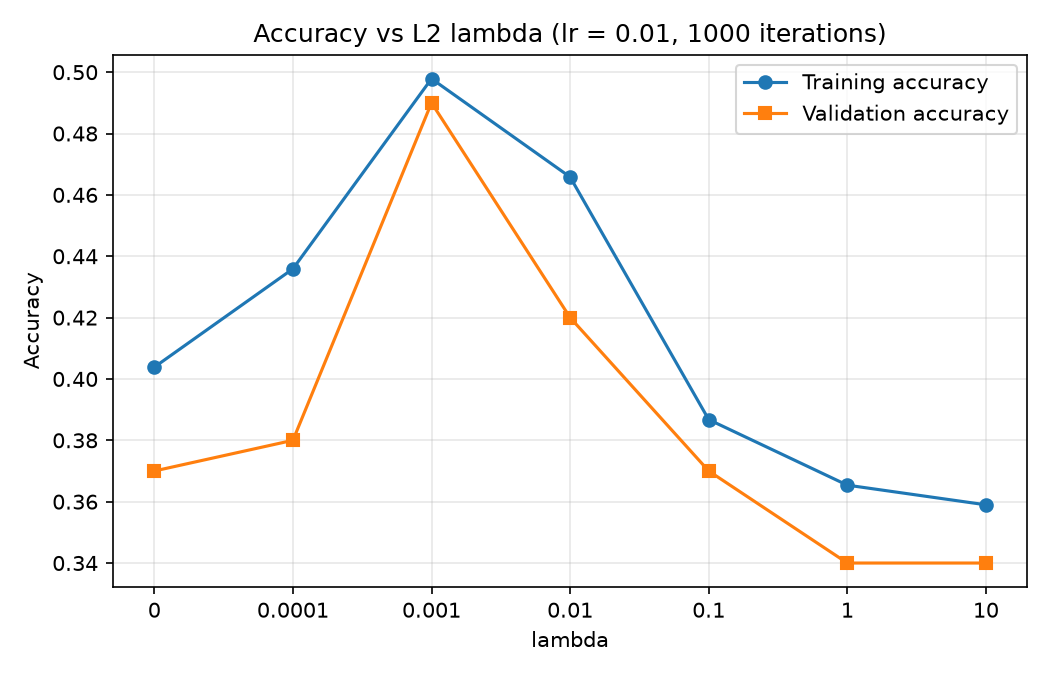 Accuracy vs L2 lambda (lr = 0.01, 1000 iterations)
Training accuracy
Validation accuracy
Accuracy
0.50
0.48
0.46
0.44
0.42
0.40
0.38
0.36
0.34
0 0.0001 0.001 0.01 0.1 1 10
lambda